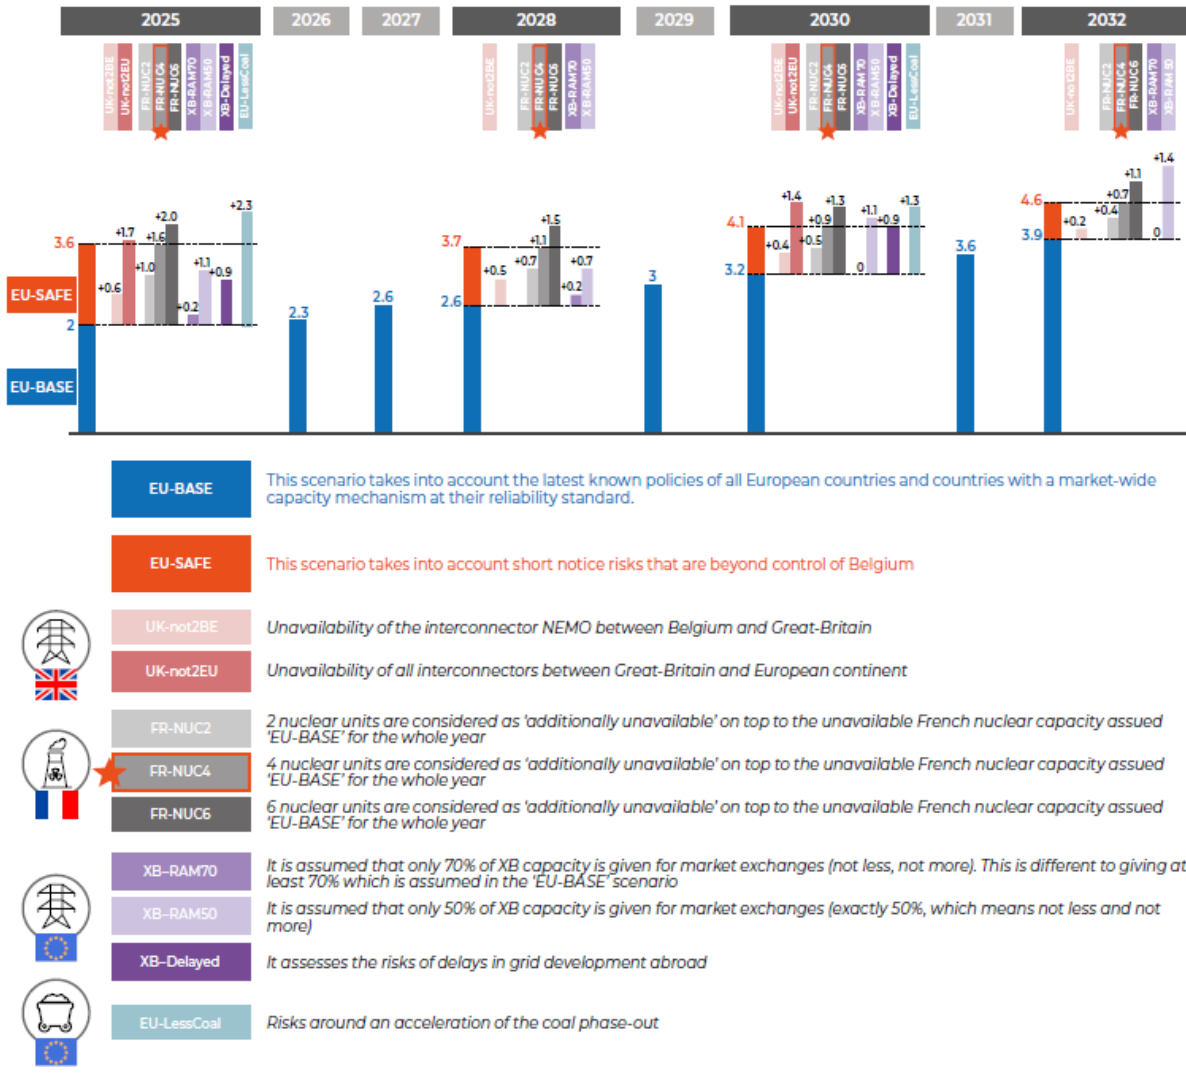 2025 2026 2027 2028 2029 2030 2031 2032
UK-not2BE
UK-not2EU
FR-NUC2
FR-NUC4
FR-NUC6
XB-RAM70
XB-RAM50
XB-Delayed
EU-LessCoal
UK-not2BE
FR-NUC2
FR-NUC4
FR-NUC6
XB-RAM70
XB-RAM50
UK-not2BE
UK-not2EU
FR-NUC2
FR-NUC4
FR-NUC6
XB-RAM 70
XB-RAM50
XB-Delayed
EU-LessCoal
UK-not2BE
FR-NUC2
FR-NUC4
FR-NUC6
XB-RAM70
XB-RAM 50
3.6
+0.6
+1.7
+1.0
+1.6
+2.0
+0.2
+1.1
+0.9
+2.3
EU-SAFE
2
EU-BASE
2.3
2.6
3.7
2.6
+0.5
+0.7
+1.1
+1.5
+0.2
+0.7
3
4.1
3.2
+0.4
+1.4
+0.5
+0.9
+1.3
0
+1.1
+0.9
+1.3
3.6
4.6
3.9
+0.2
+0.4
+0.7
+1.1
0
+1.4
EU-BASE
This scenario takes into account the latest known policies of all European countries and countries with a market-wide
capacity mechanism at their reliability standard.
EU-SAFE
This scenario takes into account short notice risks that are beyond control of Belgium
UK-not2BE
Unavailability of the interconnector NEMO between Belgium and Great-Britain
UK-not2EU
Unavailability of all interconnectors between Great-Britain and European continent
FR-NUC2
2 nuclear units are considered as ‘additionally unavailable’ on top to the unavailable French nuclear capacity assued
‘EU-BASE’ for the whole year
FR-NUC4
4 nuclear units are considered as ‘additionally unavailable’ on top to the unavailable French nuclear capacity assued
‘EU-BASE’ for the whole year
FR-NUC6
6 nuclear units are considered as ‘additionally unavailable’ on top to the unavailable French nuclear capacity assued
‘EU-BASE’ for the whole year
XB–RAM70
It is assumed that only 70% of XB capacity is given for market exchanges (not less, not more). This is different to giving at
least 70% which is assumed in the ‘EU-BASE’ scenario
XB–RAM50
It is assumed that only 50% of XB capacity is given for market exchanges (exactly 50%, which means not less and not
more)
XB–Delayed
It assesses the risks of delays in grid development abroad
EU-LessCoal
Risks around an acceleration of the coal phase-out